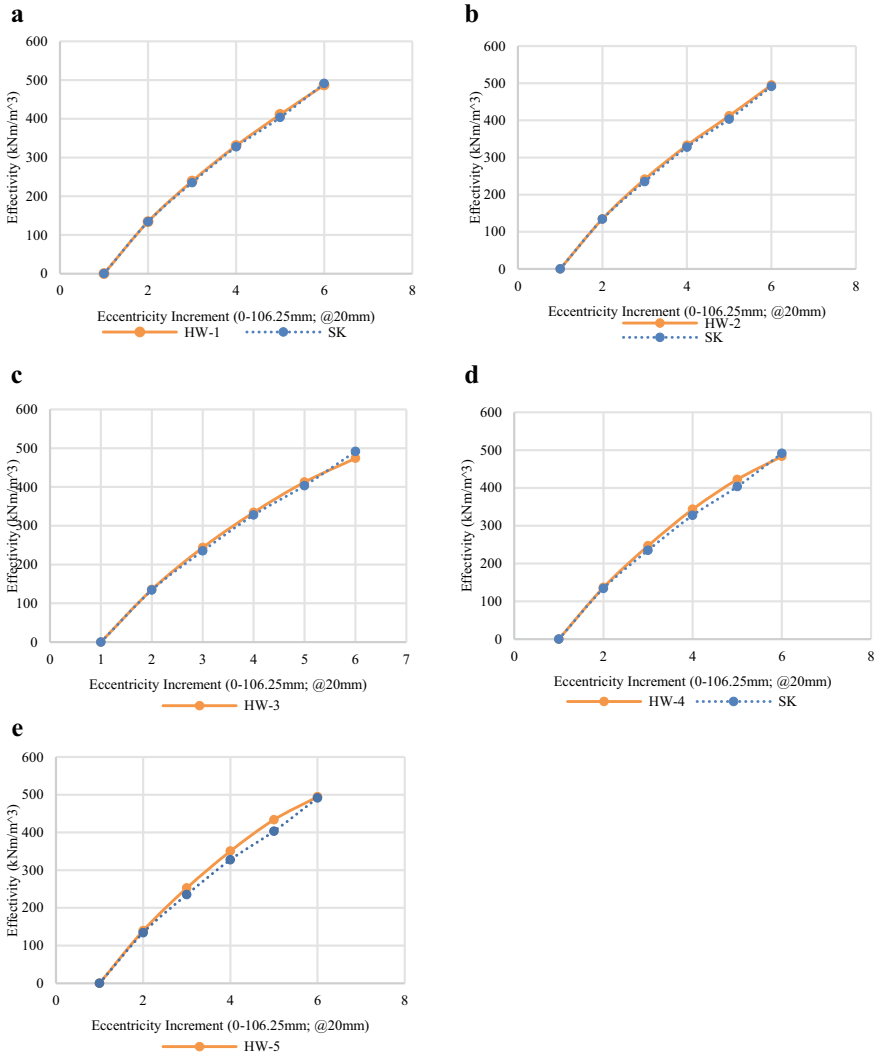 a
600
500
400
300
200
100
0
Effectivity (kNm/m^3)
0 2 4 6 8
Eccentricity Increment (0-106.25mm; @20mm)
HW-1 SK
b
600
500
400
300
200
100
0
Effectivity (kNm/m^3)
0 2 4 6 8
Eccentricity Increment (0-106.25mm; @20mm)
HW-2
SK
c
600
500
400
300
200
100
0
Effectivity (kNm/m^3)
0 1 2 3 4 5 6 7
Eccentricity Increment (0-106.25mm; @20mm)
HW-3
d
600
500
400
300
200
100
0
Effectivity (kNm/m^3)
0 2 4 6 8
Eccentricity Increment (0-106.25mm; @20mm)
HW-4 SK
e
600
500
400
300
200
100
0
Effectivity (kNm/m^3)
0 2 4 6 8
Eccentricity Increment (0-106.25mm; @20mm)
HW-5